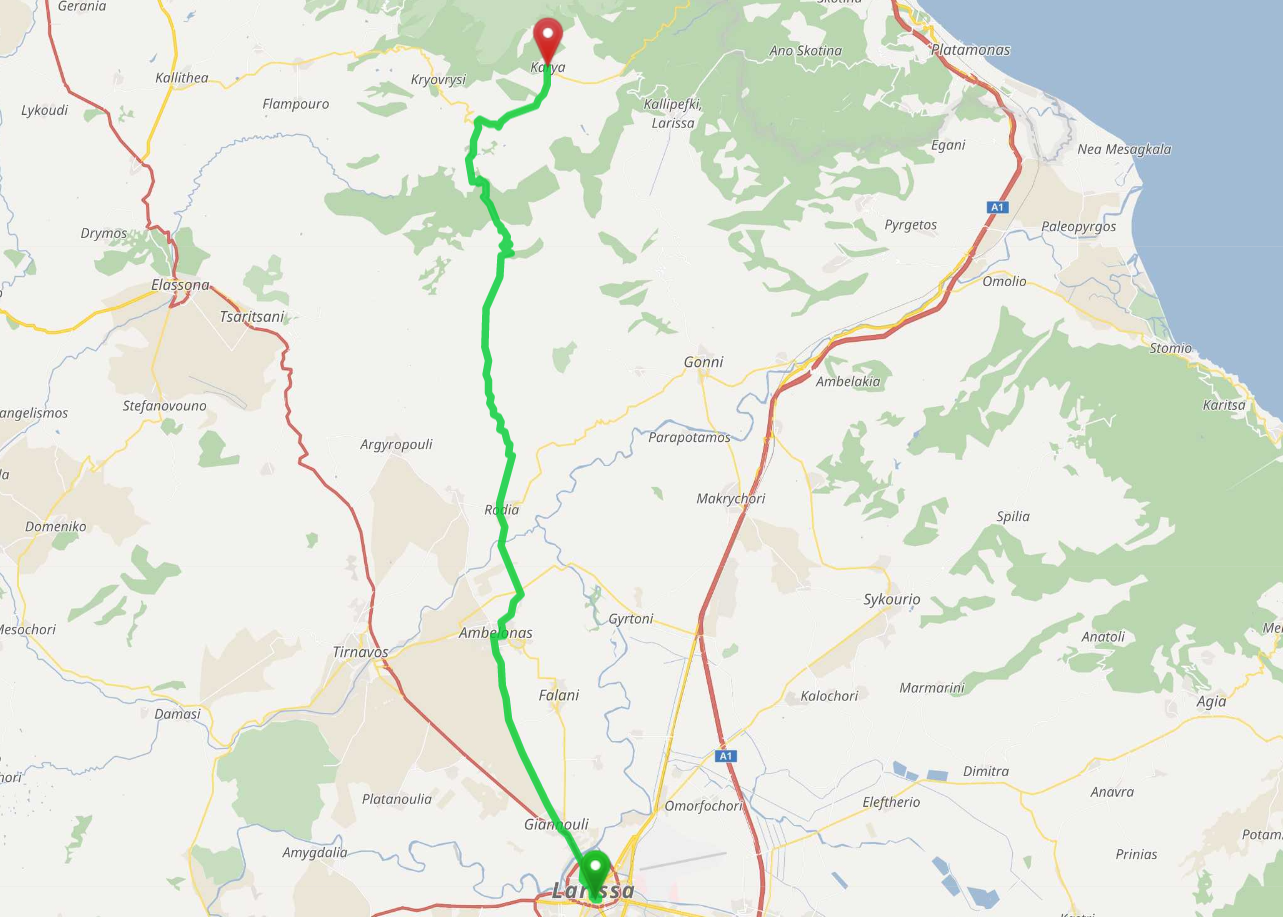 Gerania
Skotina
Platamonas
Ano Skotina
Karya
Kallithea
Kryovrysi
Flampouro
Lykoudi
Kallipefki,
Larissa
Egani
Nea Mesagkala
A1
Drymos
Pyrgetos
Paleopyrgos
Elassona
Omolio
Tsaritsani
Stomio
Gonni
Ambelakia
Stefanovouno
angelismos
Karitsa
Argyropouli
Parapotamos
Makrychori
Rodia
Spilia
Domeniko
Sykourio
Gyrtoni
Mesochori
Ambelonas
Anatoli
Tirnavos
Marmarini
Kalochori
Falani
Agia
Damasi
A1
Dimitra
Anavra
Platanoulia
Eleftherio
Omorfochori
Giannouli
Potam
Amygdalia
Prinias
Larissa